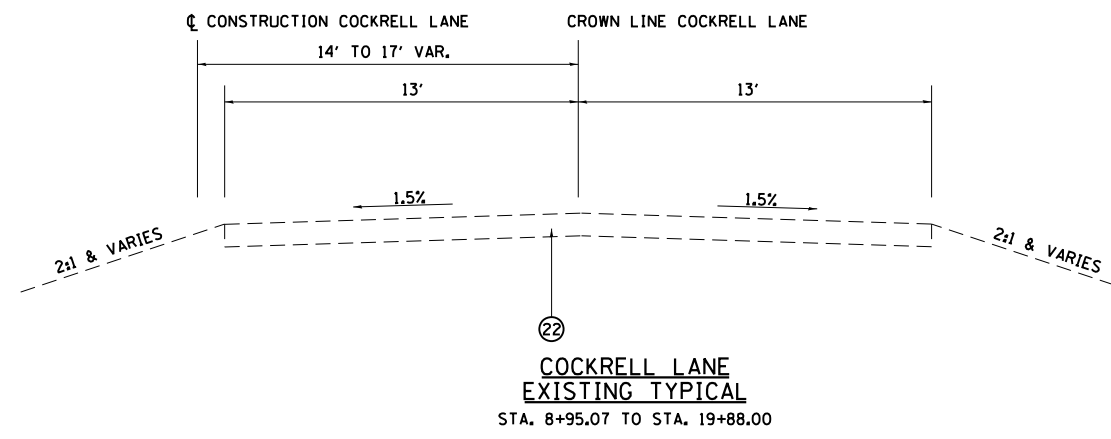 ℄ CONSTRUCTION COCKRELL LANE
CROWN LINE COCKRELL LANE
14' TO 17' VAR.
13'
13'
1.5%
1.5%
2:1 & VARIES
2:1 & VARIES
22
COCKRELL LANE
EXISTING TYPICAL
STA. 8+95.07 TO STA. 19+88.00